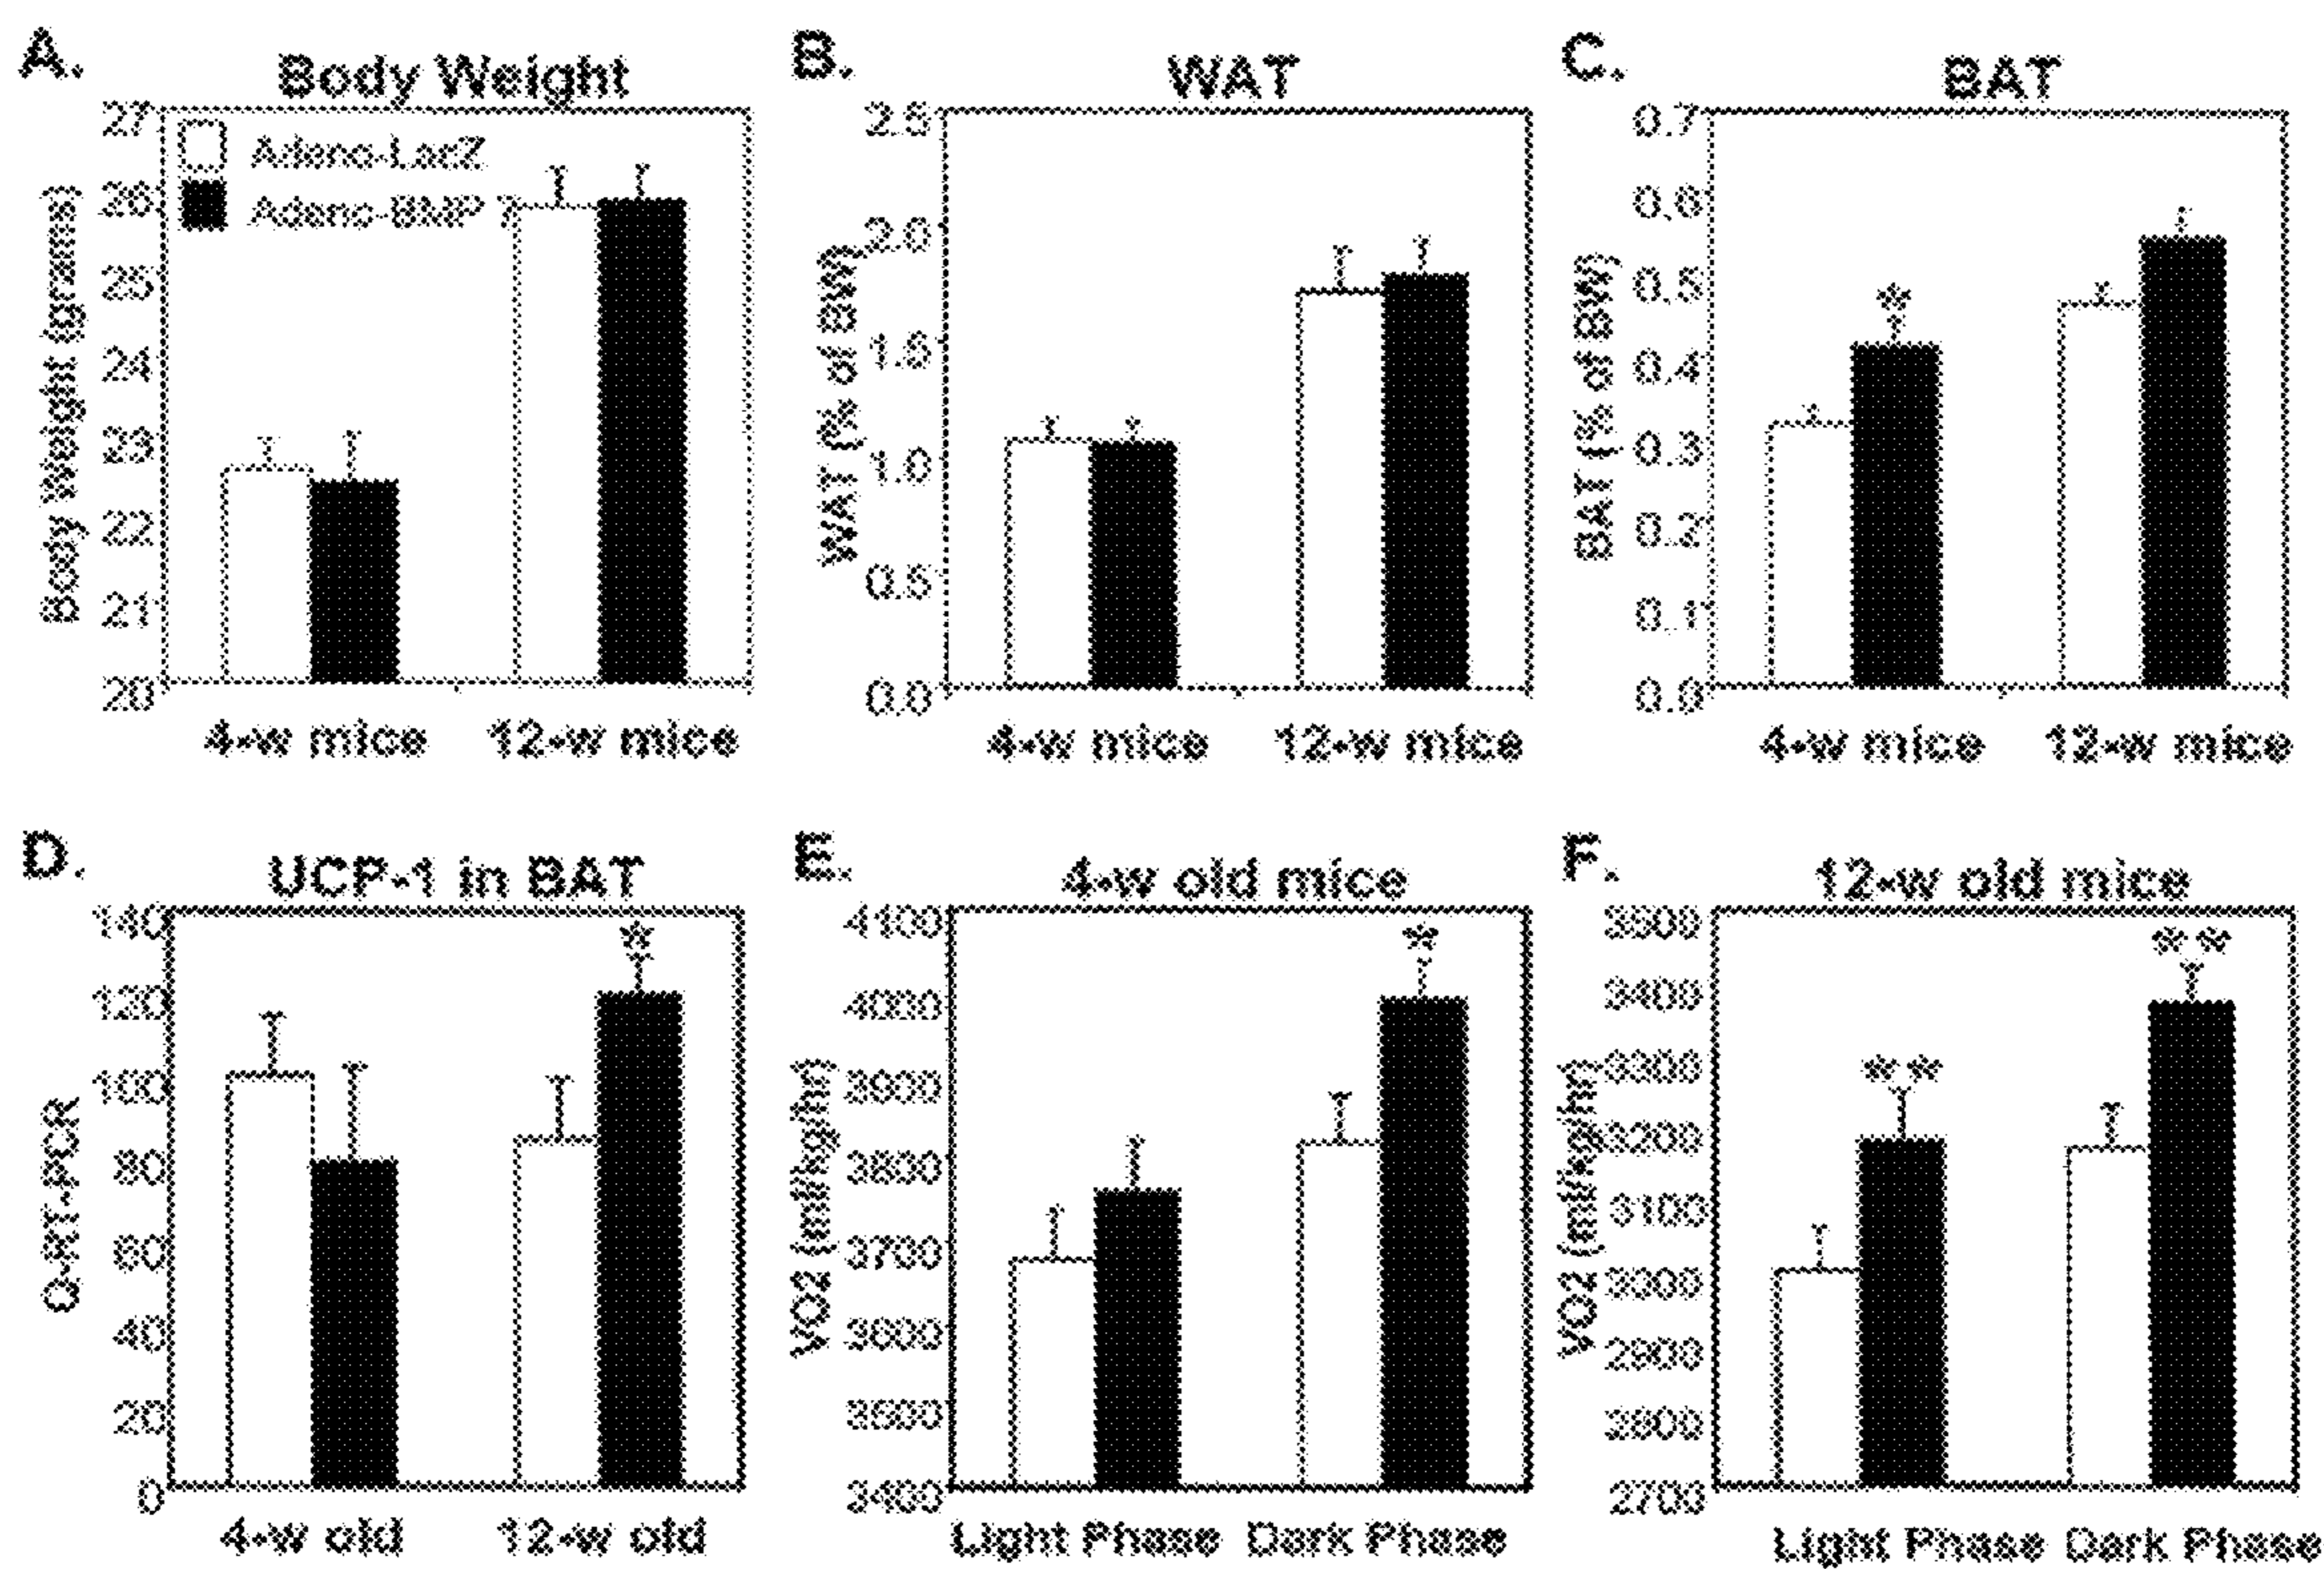 A.
Body Weight
Body Weight (grams)
27
26
25
24
23
22
21
20
Adeno-LacZ
Adeno-BMP 7
4-w mice 12-w mice
B.
WAT
WAT (% of BW)
2.5
2.0
1.5
1.0
0.5
0.0
4-w mice 12-w mice
C.
BAT
BAT (% of BW)
0.7
0.6
0.5
0.4
0.3
0.2
0.1
0.0
*
4-w mice 12-w mice
D.
UCP-1 in BAT
Q-RT-PCR
140
120
100
80
60
40
20
0
*
4-w old 12-w old
E.
4-w old mice
VO2 (ml/kg/hr)
4100
4000
3900
3800
3700
3600
3500
3400
*
Light Phase Dark Phase
F.
12-w old mice
VO2 (ml/kg/hr)
3500
3400
3300
3200
3100
3000
2900
2800
2700
**
**
Light Phase Dark Phase